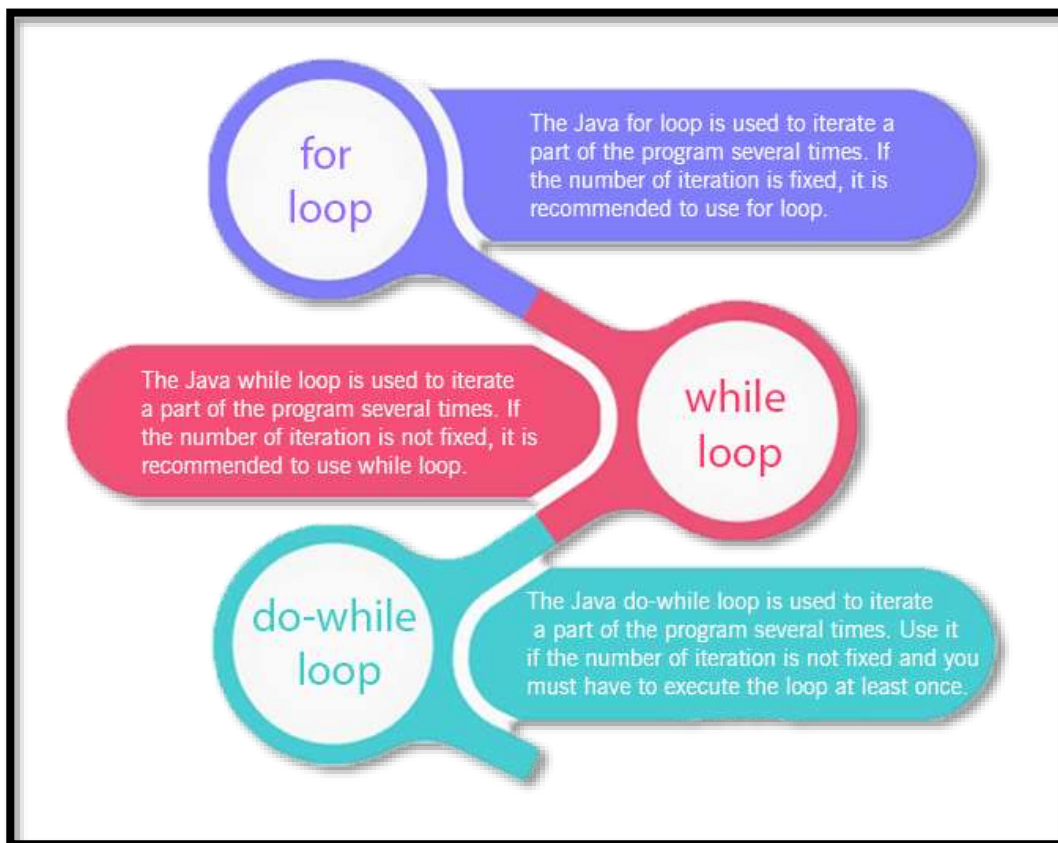 for
loop
The Java for loop is used to iterate a
part of the program several times. If
the number of iteration is fixed, it is
recommended to use for loop.
The Java while loop is used to iterate
a part of the program several times. If
the number of iteration is not fixed, it is
recommended to use while loop.
while
loop
do-while
loop
The Java do-while loop is used to iterate
a part of the program several times. Use it
if the number of iteration is not fixed and you
must have to execute the loop at least once.